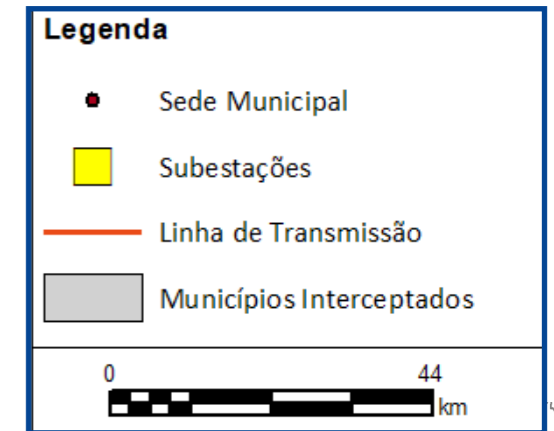 Legenda
Sede Municipal
Subestações
Linha de Transmissão
Municípios Interceptados
0 44
km